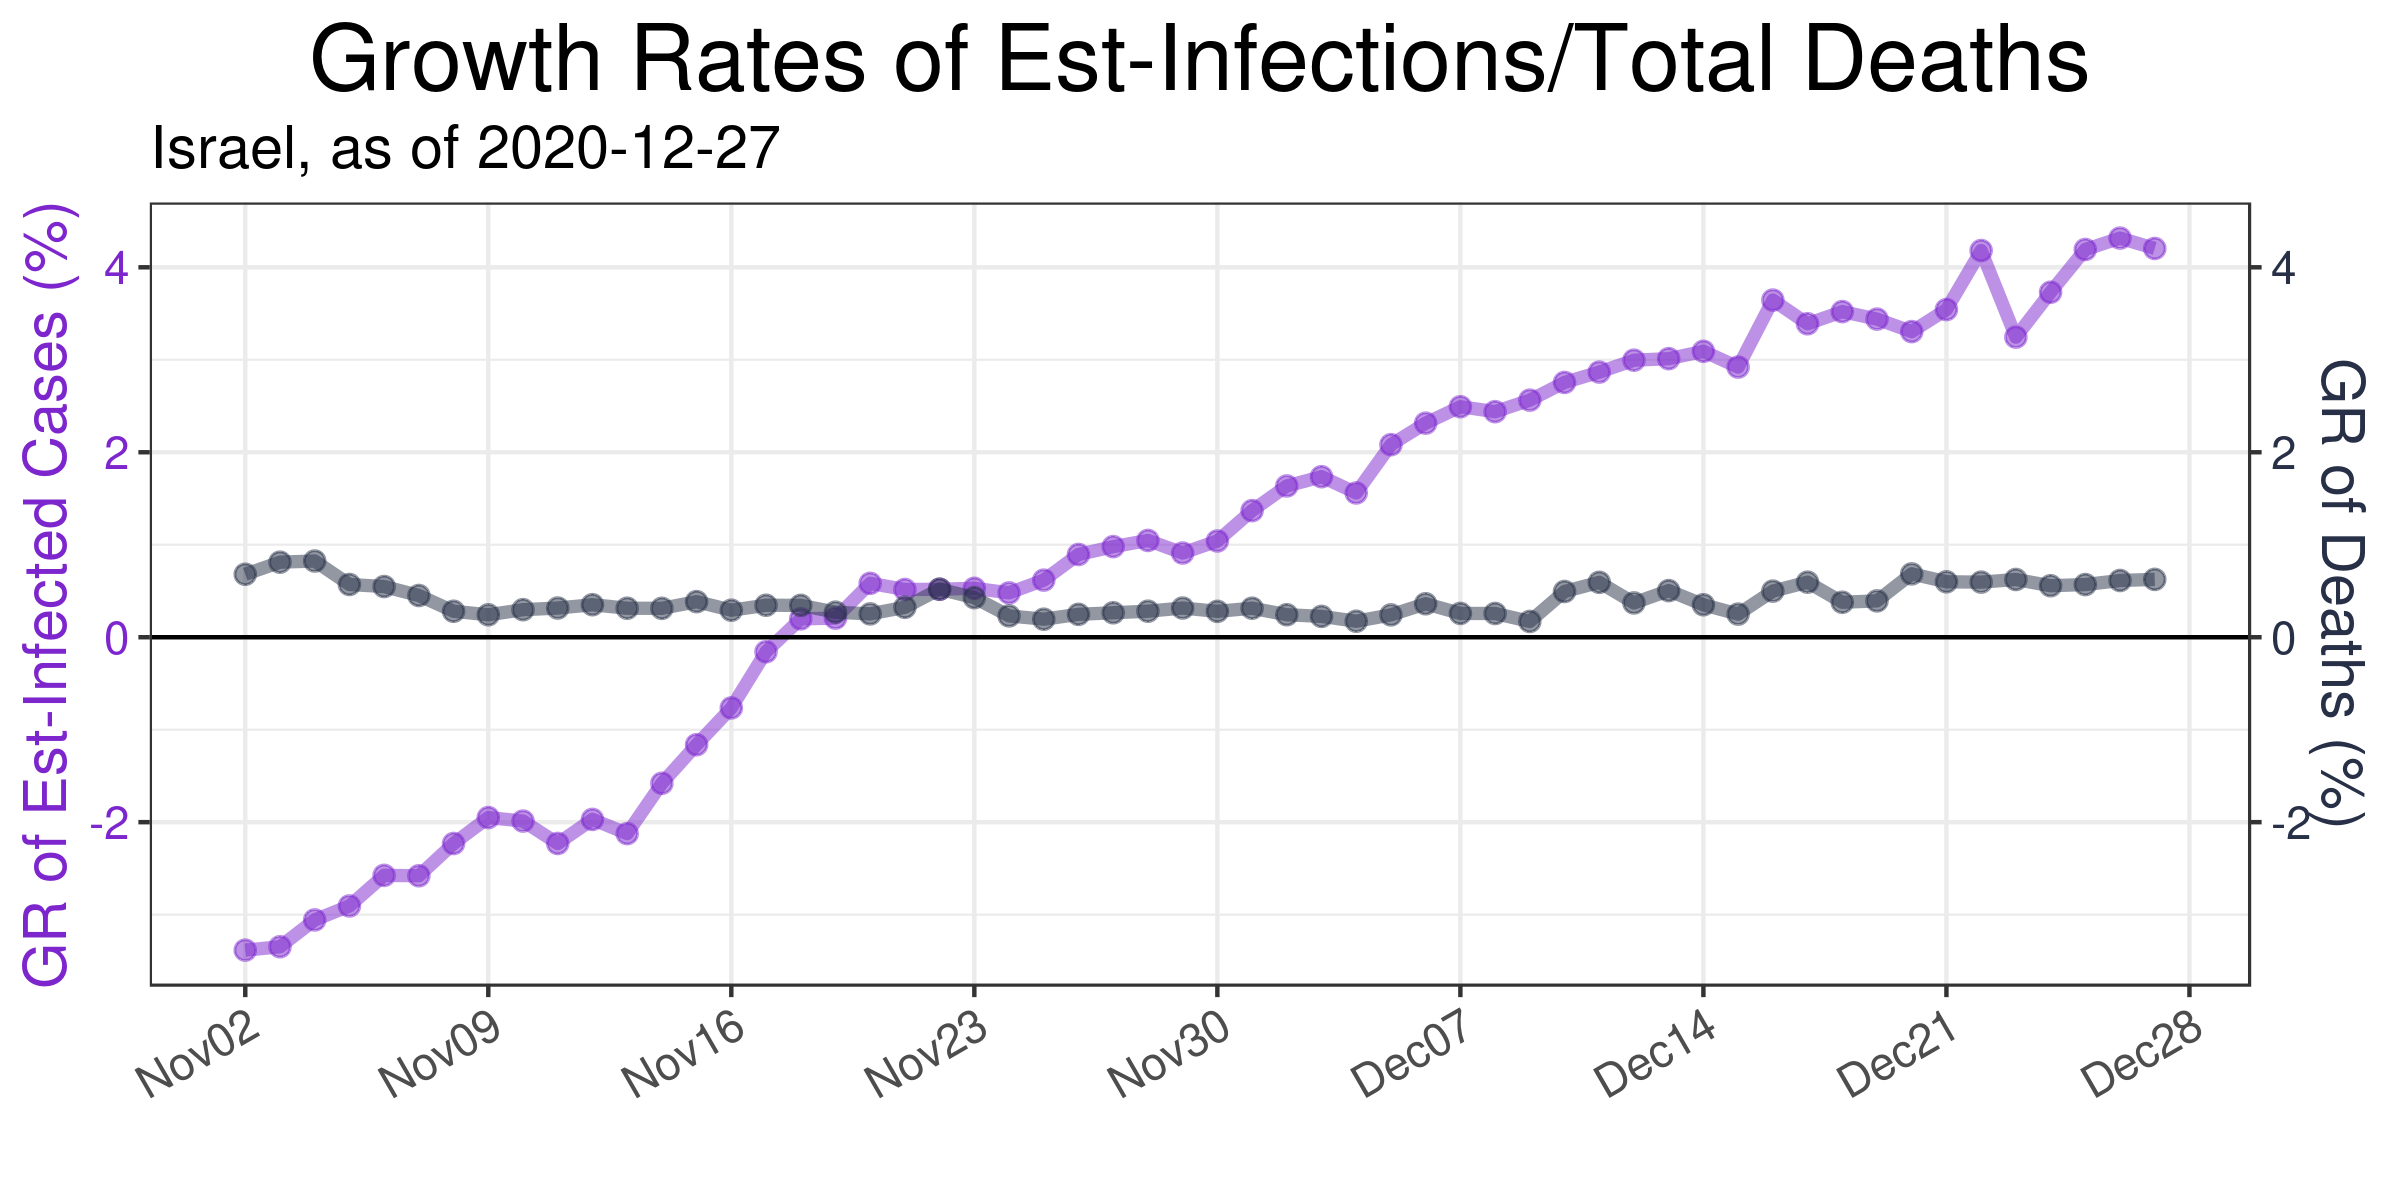 Growth Rates of Est-Infections/Total Deaths
Israel, as of 2020-12-27
GR of Est-Infected Cases (%)
4
2
0
-2
4
2
0
-2
GR of Deaths (%)
Nov02
Nov09
Nov16
Nov23
Nov30
Dec07
Dec14
Dec21
Dec28